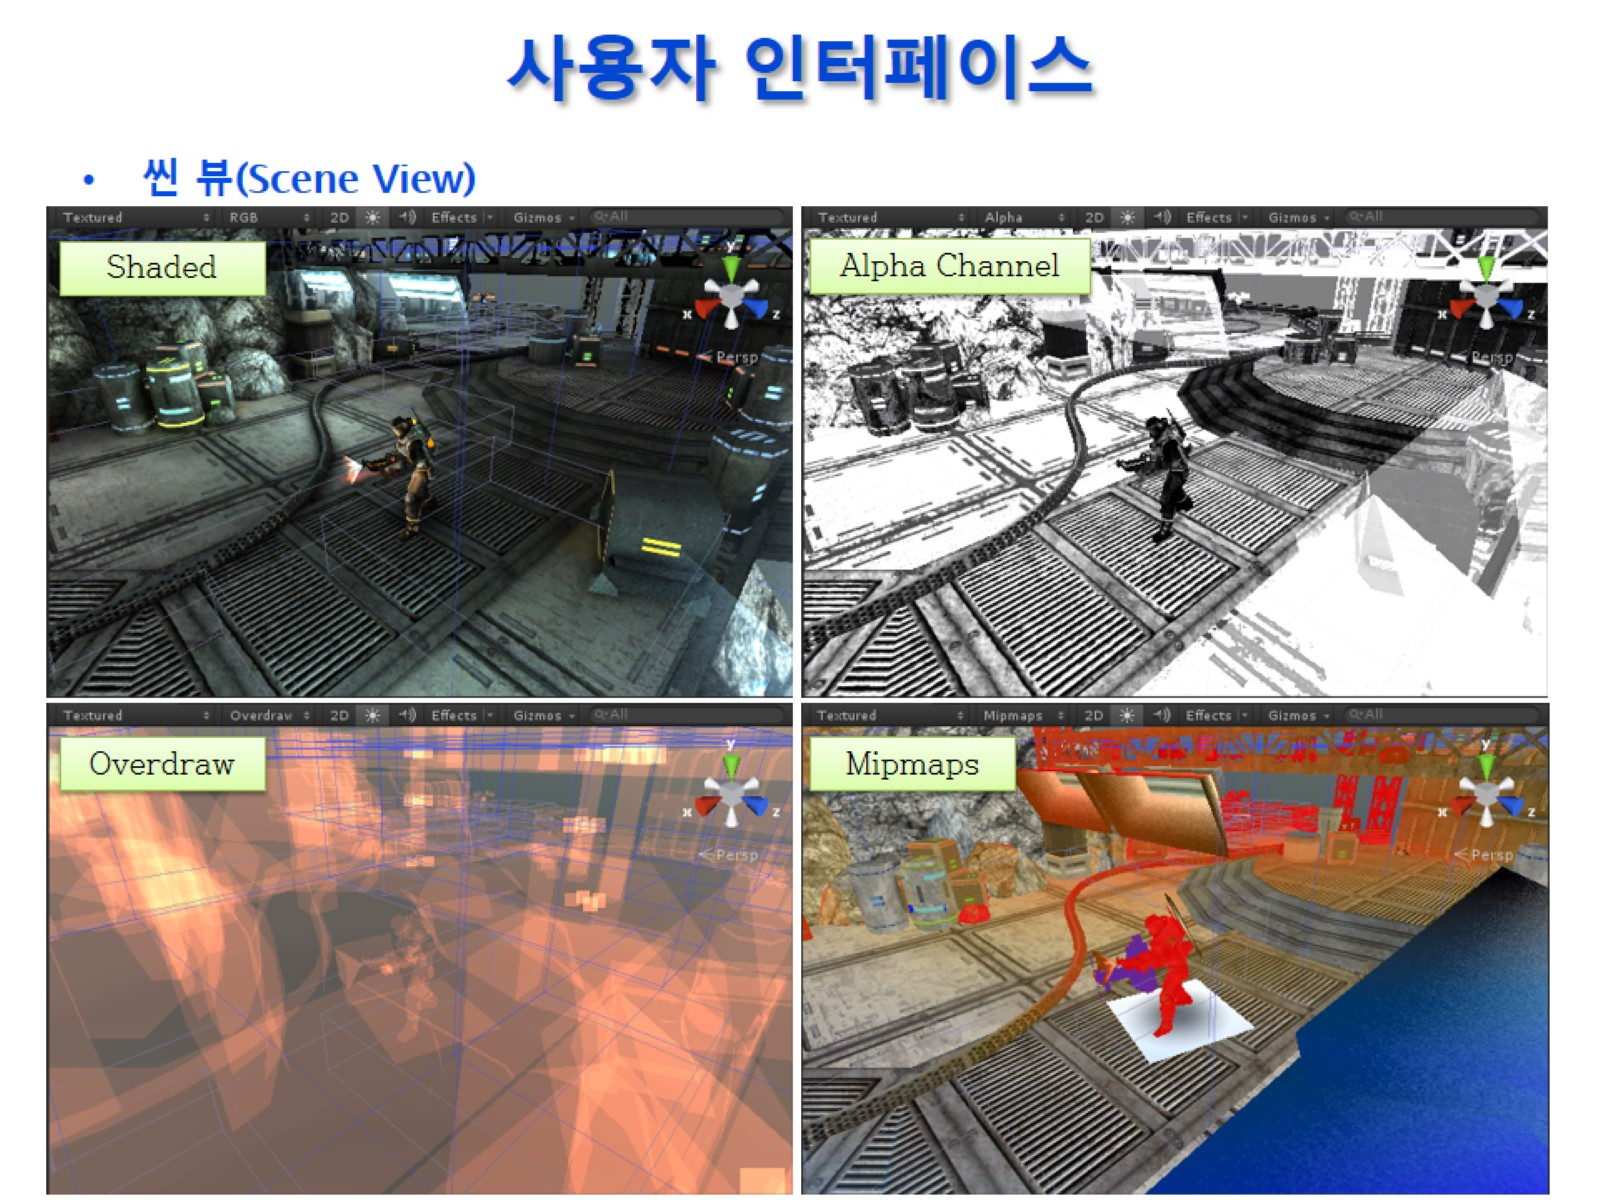 사용자 인터페이스
• 씬 뷰(Scene View)
Textured RGB 2D Effects Gizmos All
Shaded
y
x z
Persp
Textured Alpha 2D Effects Gizmos All
Alpha Channel
x z
Persp
Textured Overdraw 2D Effects Gizmos All
Overdraw
y
x z
Persp
Textured Mipmaps 2D Effects Gizmos All
Mipmaps
y
x z
Persp